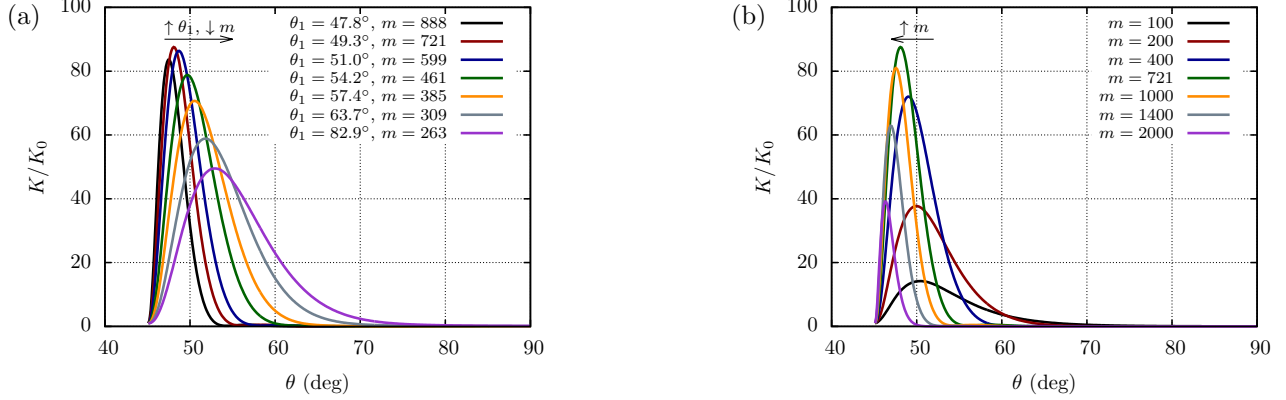 (a)
↑ θ₁, ↓ m
θ₁ = 47.8°, m = 888
θ₁ = 49.3°, m = 721
θ₁ = 51.0°, m = 599
θ₁ = 54.2°, m = 461
θ₁ = 57.4°, m = 385
θ₁ = 63.7°, m = 309
θ₁ = 82.9°, m = 263
K/K₀
100
80
60
40
20
0
40 50 60 70 80 90
θ (deg)
(b)
↑ m
m = 100
m = 200
m = 400
m = 721
m = 1000
m = 1400
m = 2000
K/K₀
100
80
60
40
20
0
40 50 60 70 80 90
θ (deg)